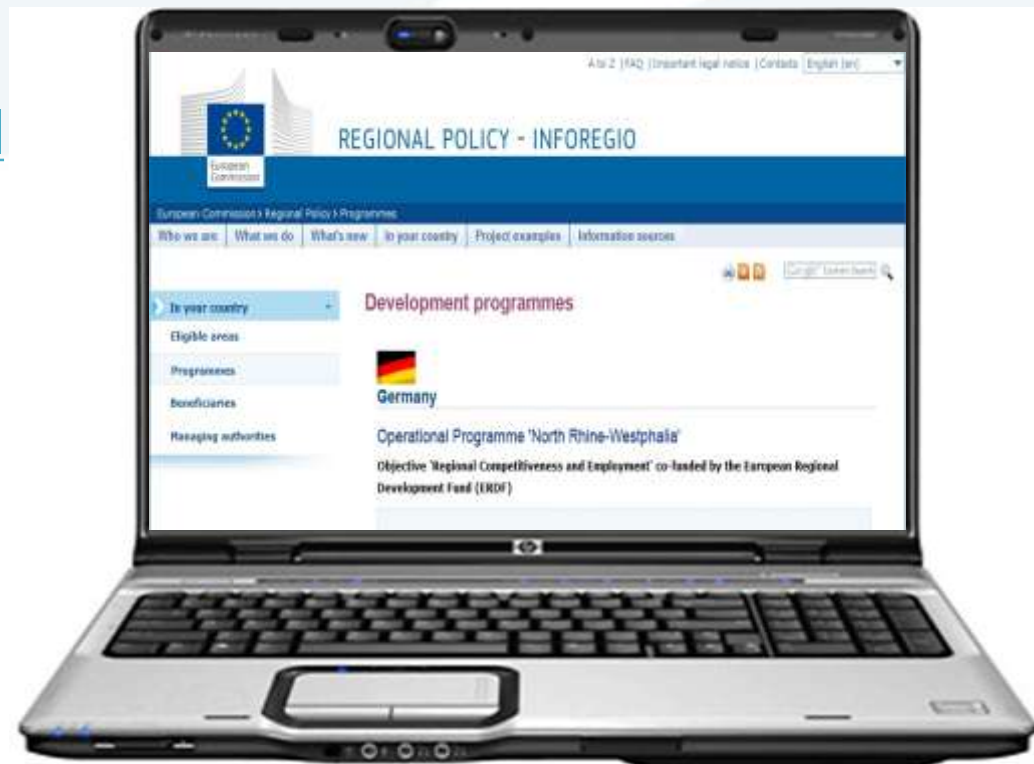 A to Z | FAQ | Important legal notice | Contacts English (en)
European
Commission
REGIONAL POLICY - INFOREGIO
European Commission > Regional Policy > Programmes
Who we are What we do What's new In your country Project examples Information sources
In your country
Development programmes
Eligible areas
Programmes
Beneficiaries
Managing authorities
Germany
Operational Programme 'North Rhine-Westphalia'
Objective 'Regional Competitiveness and Employment' co-funded by the European Regional
Development Fund (ERDF)
hp